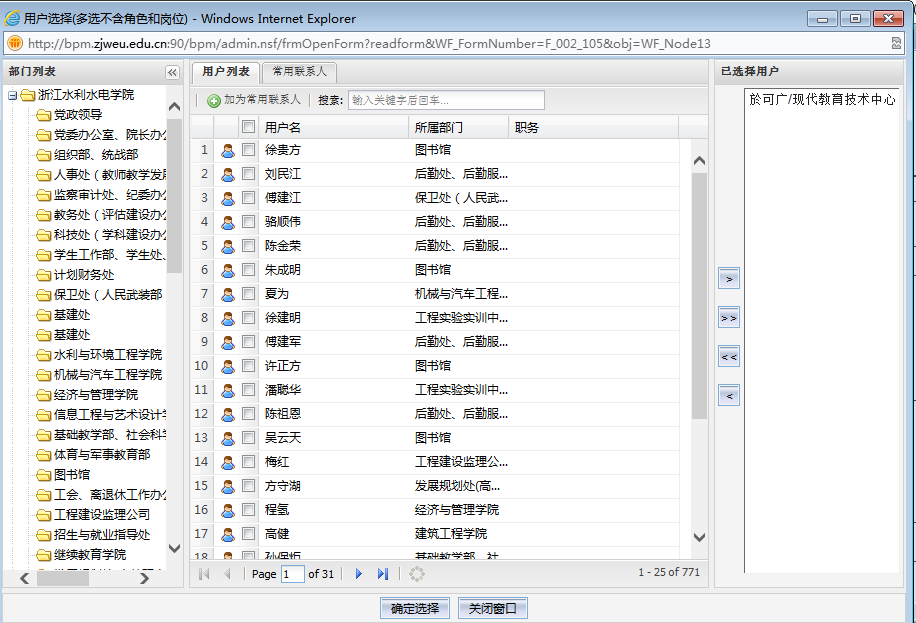 用户选择(多选不含角色和岗位) - Windows Internet Explorer
http://bpm.zjweu.edu.cn:90/bpm/admin.nsf/frmOpenForm?readform&WF_FormNumber=F_002_105&obj=WF_Node13
部门列表
浙江水利水电学院
党政领导
党委办公室、院长办
组织部、统战部
人事处（教师教学发
监察审计处、纪委办
教务处（评估建设办
科技处（学科建设办
学生工作部、学生处、
计划财务处
保卫处（人民武装部
基建处
基建处
水利与环境工程学院
机械与汽车工程学院
经济与管理学院
信息工程与艺术设计
基础教学部、社会科
体育与军事教育部
图书馆
工会、离退休工作办
工程建设监理公司
招生与就业指导处
继续教育学院
用户列表 常用联系人
加为常用联系人 搜索: 输入关键字后回车...
用户名 所属部门 职务
1 徐贵方 图书馆
2 刘民江 后勤处、后勤服...
3 傅建江 保卫处（人民武...
4 骆顺伟 后勤处、后勤服...
5 陈金荣 后勤处、后勤服...
6 朱成明 图书馆
7 夏为 机械与汽车工程...
8 徐建明 工程实验实训中...
9 傅建军 后勤处、后勤服...
10 许正方 图书馆
11 潘聪华 工程实验实训中...
12 陈祖恩 后勤处、后勤服...
13 吴云天 图书馆
14 梅红 工程建设监理公...
15 方守湖 发展规划处(高...
16 程氢 经济与管理学院
17 高健 建筑工程学院
18 基础教学部、社
Page 1 of 31
1 - 25 of 771
已选择用户
於可广/现代教育技术中心
>
>>
<<
<
确定选择 关闭窗口